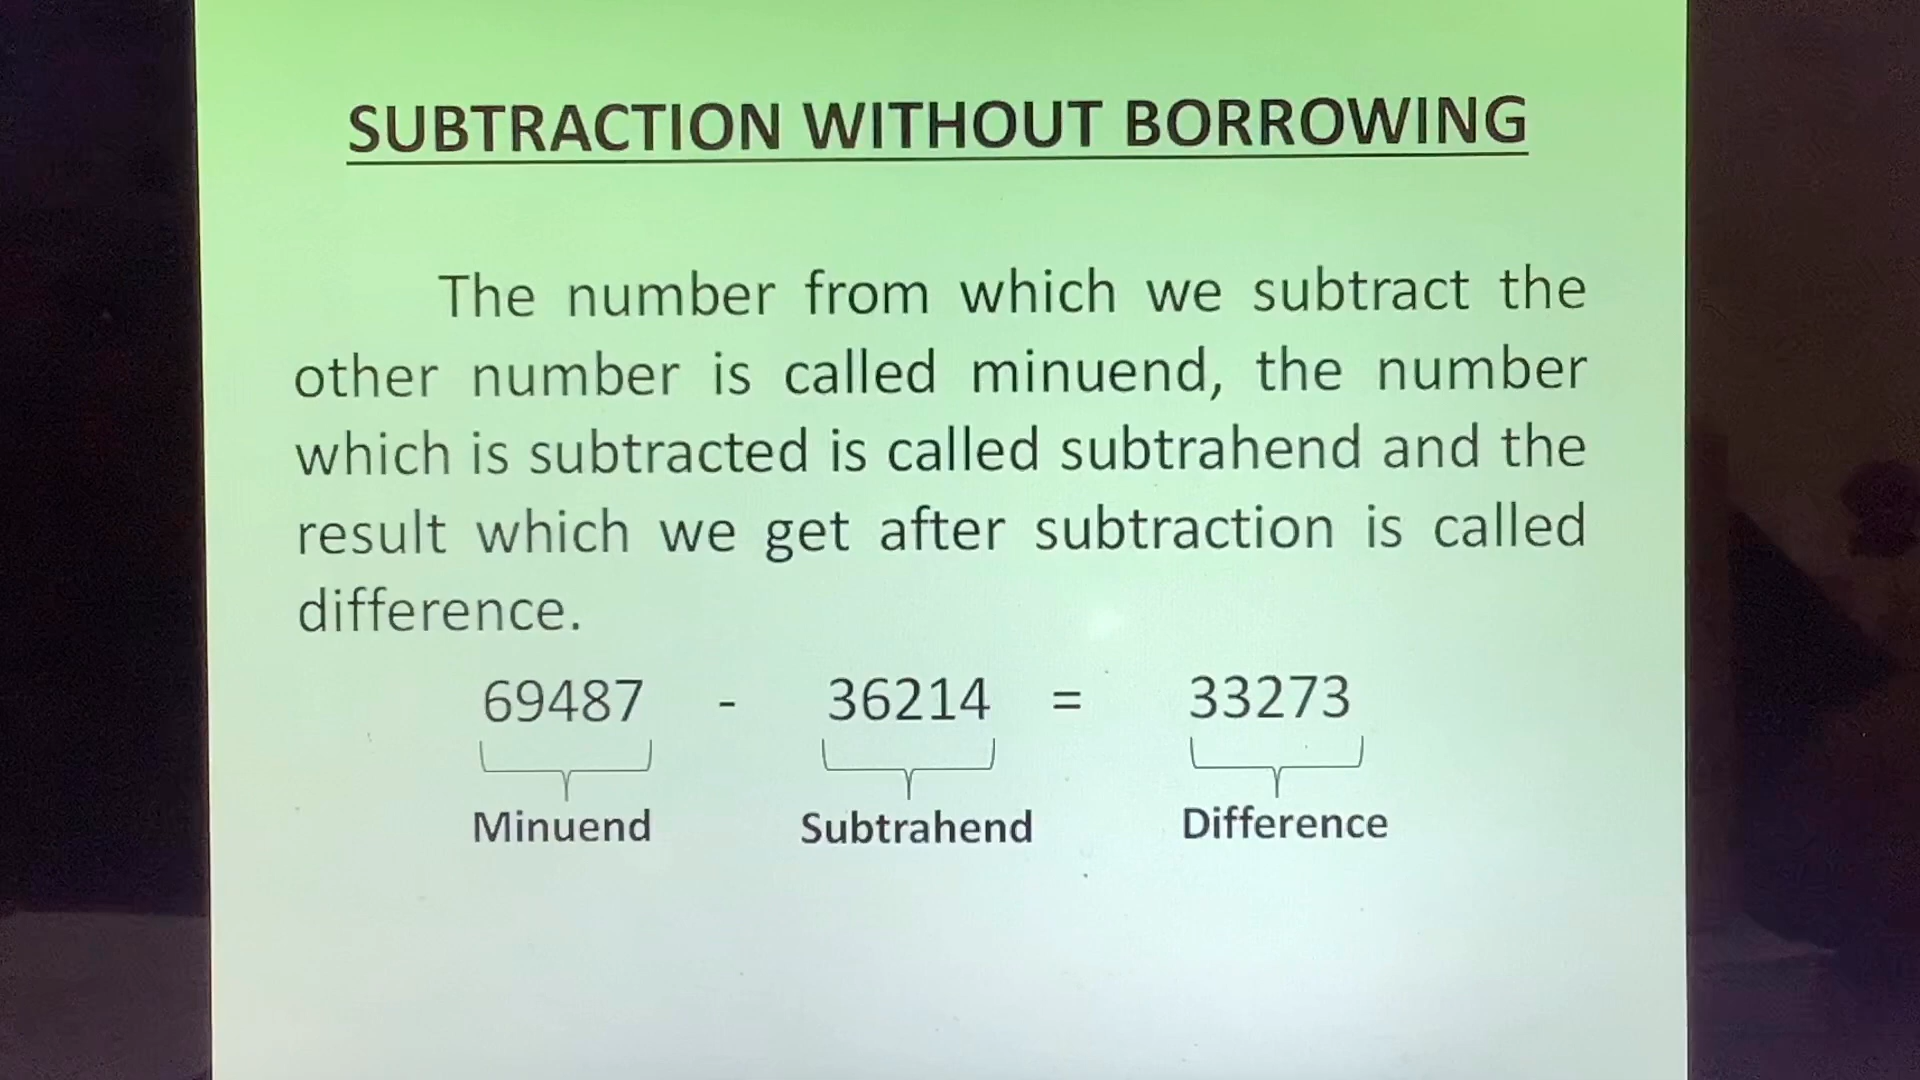 SUBTRACTION WITHOUT BORROWING
The number from which we subtract the
other number is called minuend, the number
which is subtracted is called subtrahend and the
result which we get after subtraction is called
difference.
69487 - 36214 = 33273
Minuend Subtrahend Difference